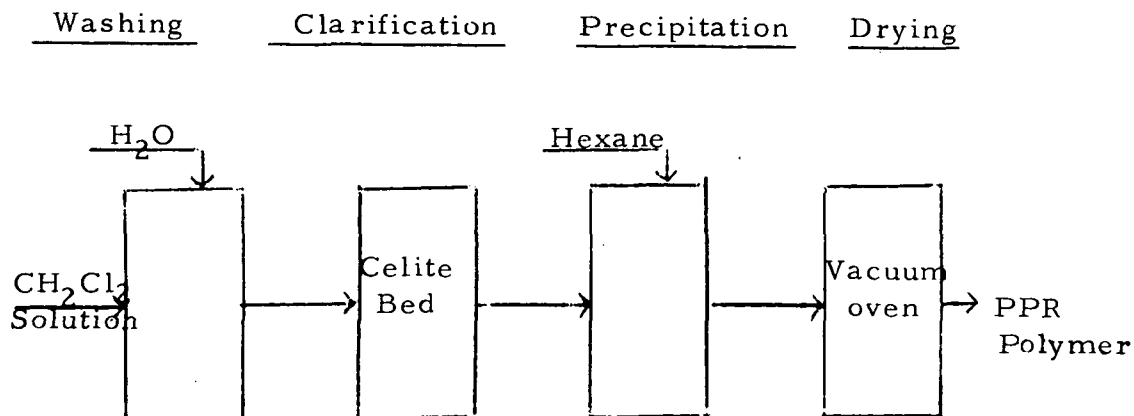 Washing Clarification Precipitation Drying
H2O Hexane
CH2Cl2
Solution
Celite
Bed
Vacuum
oven
PPR
Polymer